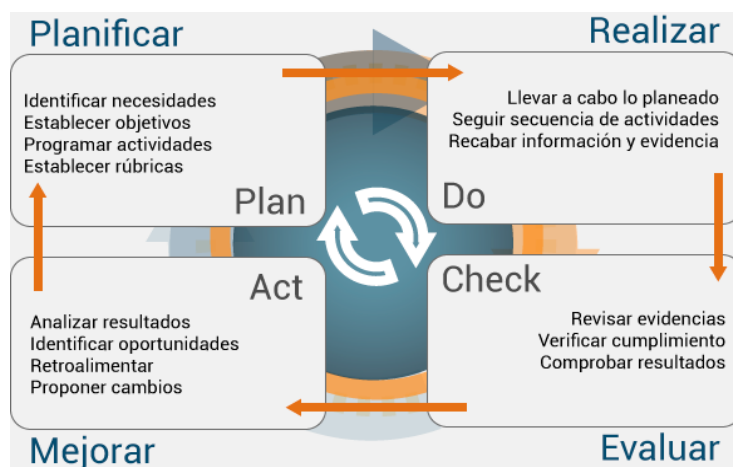 Planificar
Identificar necesidades
Establecer objetivos
Programar actividades
Establecer rúbricas
Plan
Realizar
Llevar a cabo lo planeado
Seguir secuencia de actividades
Recabar información y evidencia
Do
Act
Analizar resultados
Identificar oportunidades
Retroalimentar
Proponer cambios
Mejorar
Check
Revisar evidencias
Verificar cumplimiento
Comprobar resultados
Evaluar